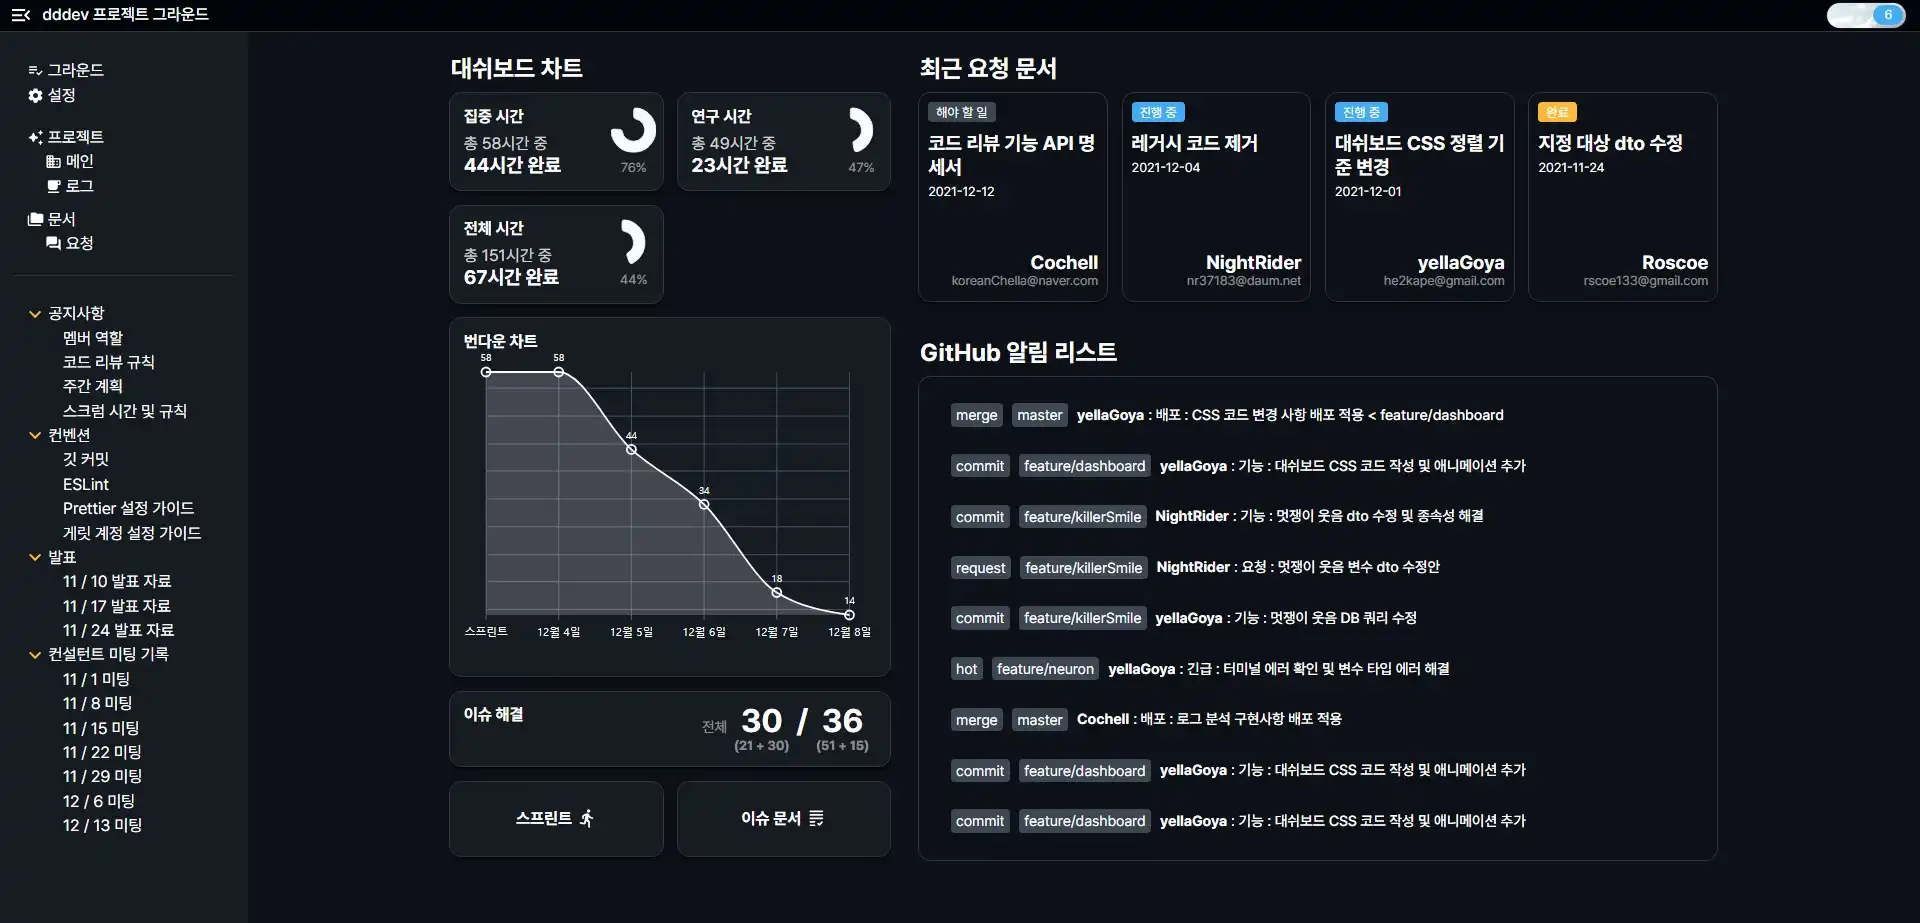 dddev 프로젝트 그라운드
6
그라운드
설정
프로젝트
메인
로그
문서
요청
공지사항
멤버 역할
코드 리뷰 규칙
주간 계획
스크럼 시간 및 규칙
컨벤션
깃 커밋
ESLint
Prettier 설정 가이드
게릿 계정 설정 가이드
발표
11 / 10 발표 자료
11 / 17 발표 자료
11 / 24 발표 자료
컨설턴트 미팅 기록
11 / 1 미팅
11 / 8 미팅
11 / 15 미팅
11 / 22 미팅
11 / 29 미팅
12 / 6 미팅
12 / 13 미팅
대쉬보드 차트
집중 시간
총 58시간 중
44시간 완료
76%
연구 시간
총 49시간 중
23시간 완료
47%
전체 시간
총 151시간 중
67시간 완료
44%
번다운 차트
58
58
44
34
18
14
스프린트 12월 4일 12월 5일 12월 6일 12월 7일 12월 8일
이슈 해결
전체 30 / 36
(21 + 30) (51 + 15)
스프린트
이슈 문서
최근 요청 문서
해야 할 일
코드 리뷰 기능 API 명
세서
2021-12-12
Cochell
koreanChella@naver.com
진행 중
레거시 코드 제거
2021-12-04
NightRider
nr37183@daum.net
진행 중
대쉬보드 CSS 정렬 기
준 변경
2021-12-01
yellaGoya
he2kape@gmail.com
완료
지정 대상 dto 수정
2021-11-24
Roscoe
rscoe133@gmail.com
GitHub 알림 리스트
merge master yellaGoya : 배포 : CSS 코드 변경 사항 배포 적용 < feature/dashboard
commit feature/dashboard yellaGoya : 기능 : 대쉬보드 CSS 코드 작성 및 애니메이션 추가
commit feature/killerSmile NightRider : 기능 : 멋쟁이 웃음 dto 수정 및 종속성 해결
request feature/killerSmile NightRider : 요청 : 멋쟁이 웃음 변수 dto 수정안
commit feature/killerSmile yellaGoya : 기능 : 멋쟁이 웃음 DB 쿼리 수정
hot feature/neuron yellaGoya : 긴급 : 터미널 에러 확인 및 변수 타입 에러 해결
merge master Cochell : 배포 : 로그 분석 구현사항 배포 적용
commit feature/dashboard yellaGoya : 기능 : 대쉬보드 CSS 코드 작성 및 애니메이션 추가
commit feature/dashboard yellaGoya : 기능 : 대쉬보드 CSS 코드 작성 및 애니메이션 추가